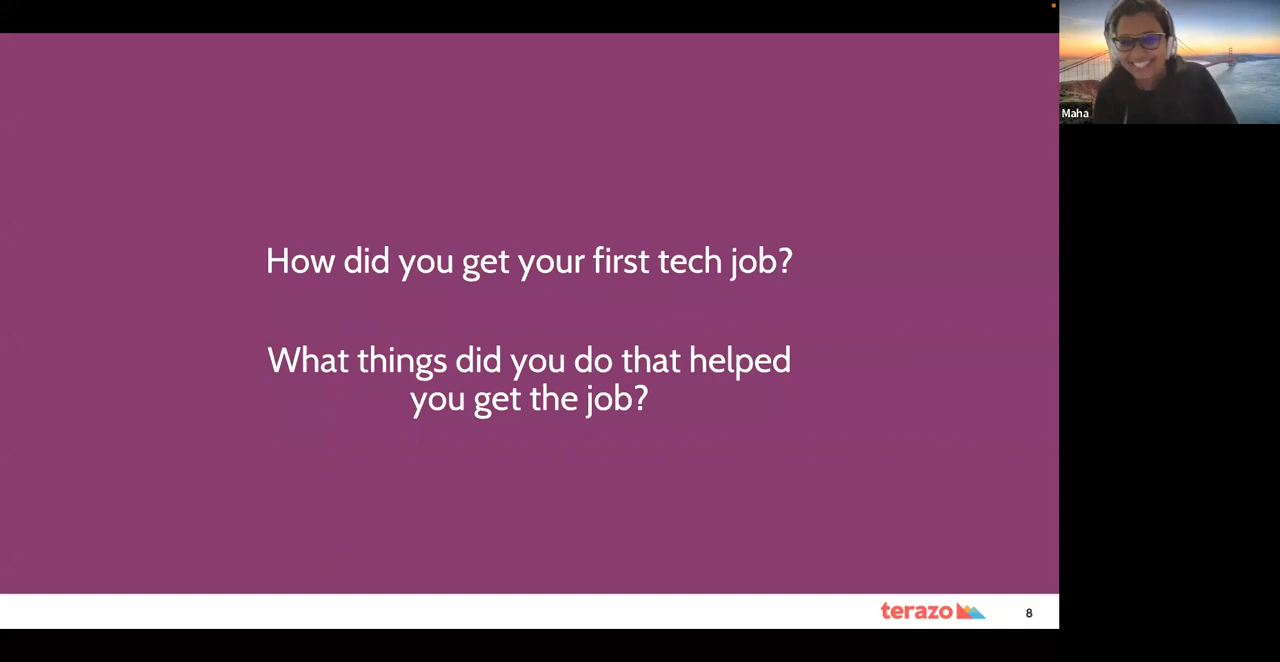 How did you get your first tech job?
What things did you do that helped
you get the job?
terazo
8
Maha